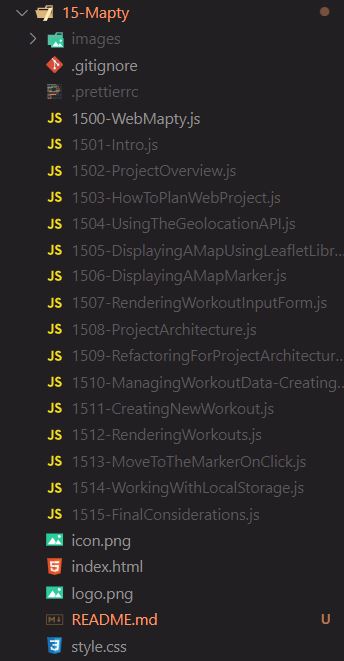 15-Mapty
images
.gitignore
.prettierrc
JS 1500-WebMapty.js
JS 1501-Intro.js
JS 1502-ProjectOverview.js
JS 1503-HowToPlanWebProject.js
JS 1504-UsingTheGeolocationAPI.js
JS 1505-DisplayingAMapUsingLeafletLibr...
JS 1506-DisplayingAMapMarker.js
JS 1507-RenderingWorkoutInputForm.js
JS 1508-ProjectArchitecture.js
JS 1509-RefactoringForProjectArchitectur...
JS 1510-ManagingWorkoutData-Creating...
JS 1511-CreatingNewWorkout.js
JS 1512-RenderingWorkouts.js
JS 1513-MoveToTheMarkerOnClick.js
JS 1514-WorkingWithLocalStorage.js
JS 1515-FinalConsiderations.js
icon.png
index.html
logo.png
README.md U
style.css